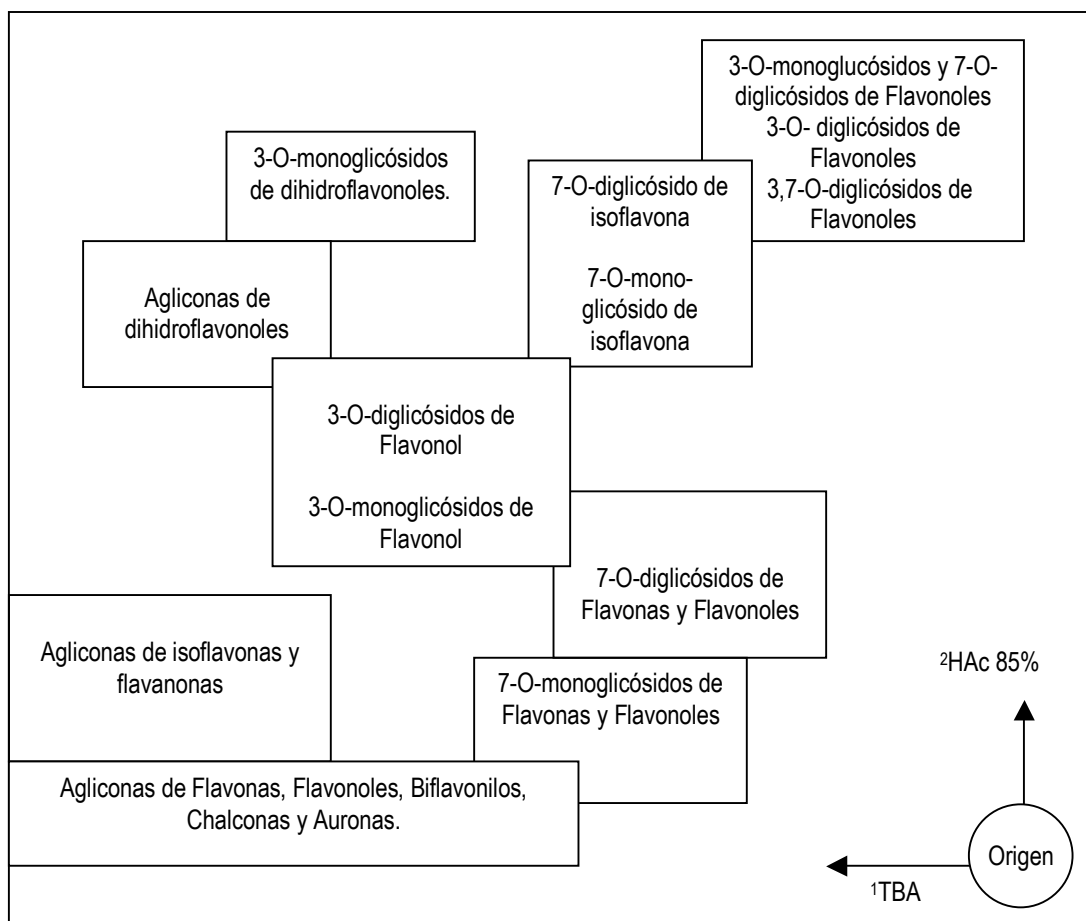 3-O-monoglucósidos y 7-O-
diglicósidos de Flavonoles
3-O- diglicósidos de
Flavonoles
3,7-O-diglicósidos de
Flavonoles
3-O-monoglicósidos
de dihidroflavonoles.
7-O-diglicósido de
isoflavona
7-O-mono-
glicósido de
isoflavona
Agliconas de
dihidroflavonoles
3-O-diglicósidos de
Flavonol
3-O-monoglicósidos de
Flavonol
7-O-diglicósidos de
Flavonas y Flavonoles
Agliconas de isoflavonas y
flavanonas
7-O-monoglicósidos de
Flavonas y Flavonoles
Agliconas de Flavonas, Flavonoles, Biflavonilos,
Chalconas y Auronas.
²HAc 85%
Origen
¹TBA